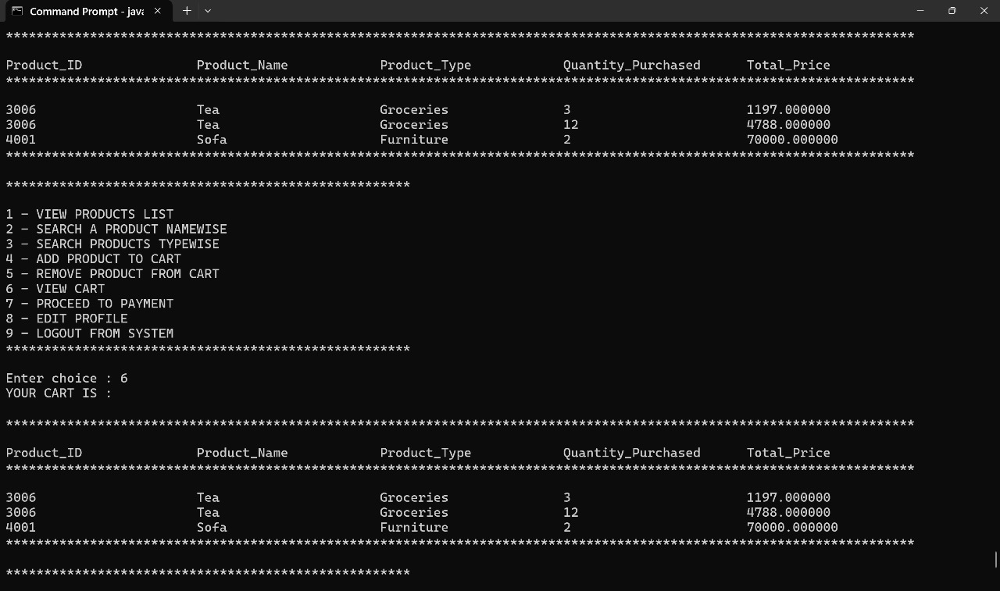 Command Prompt - java
***********************************************************************************************************************
Product_ID Product_Name Product_Type Quantity_Purchased Total_Price
***********************************************************************************************************************
3006 Tea Groceries 3 1197.000000
3006 Tea Groceries 12 4788.000000
4001 Sofa Furniture 2 70000.000000
***********************************************************************************************************************
*****************************************************
1 - VIEW PRODUCTS LIST
2 - SEARCH A PRODUCT NAMEWISE
3 - SEARCH PRODUCTS TYPEWISE
4 - ADD PRODUCT TO CART
5 - REMOVE PRODUCT FROM CART
6 - VIEW CART
7 - PROCEED TO PAYMENT
8 - EDIT PROFILE
9 - LOGOUT FROM SYSTEM
*****************************************************
Enter choice : 6
YOUR CART IS :
***********************************************************************************************************************
Product_ID Product_Name Product_Type Quantity_Purchased Total_Price
***********************************************************************************************************************
3006 Tea Groceries 3 1197.000000
3006 Tea Groceries 12 4788.000000
4001 Sofa Furniture 2 70000.000000
***********************************************************************************************************************
*****************************************************